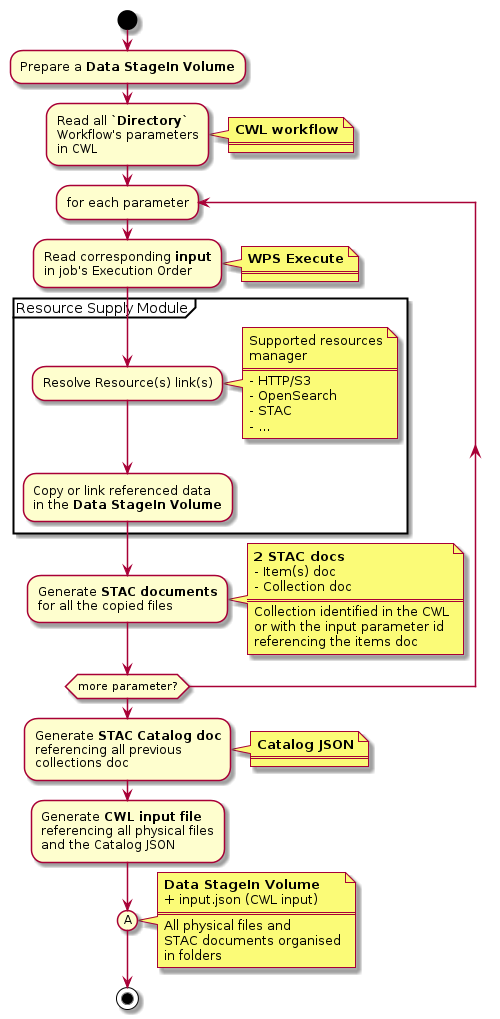 Prepare a Data StageIn Volume
Read all `Directory`
Workflow's parameters
in CWL
CWL workflow
for each parameter
Read corresponding input
in job's Execution Order
WPS Execute
Resource Supply Module
Supported resources
manager
- HTTP/S3
- OpenSearch
- STAC
- ...
Resolve Resource(s) link(s)
Copy or link referenced data
in the Data StageIn Volume
2 STAC docs
- Item(s) doc
- Collection doc
Collection identified in the CWL
or with the input parameter id
referencing the items doc
Generate STAC documents
for all the copied files
more parameter?
Generate STAC Catalog doc
referencing all previous
collections doc
Catalog JSON
Generate CWL input file
referencing all physical files
and the Catalog JSON
A
Data StageIn Volume
+ input.json (CWL input)
All physical files and
STAC documents organised
in folders